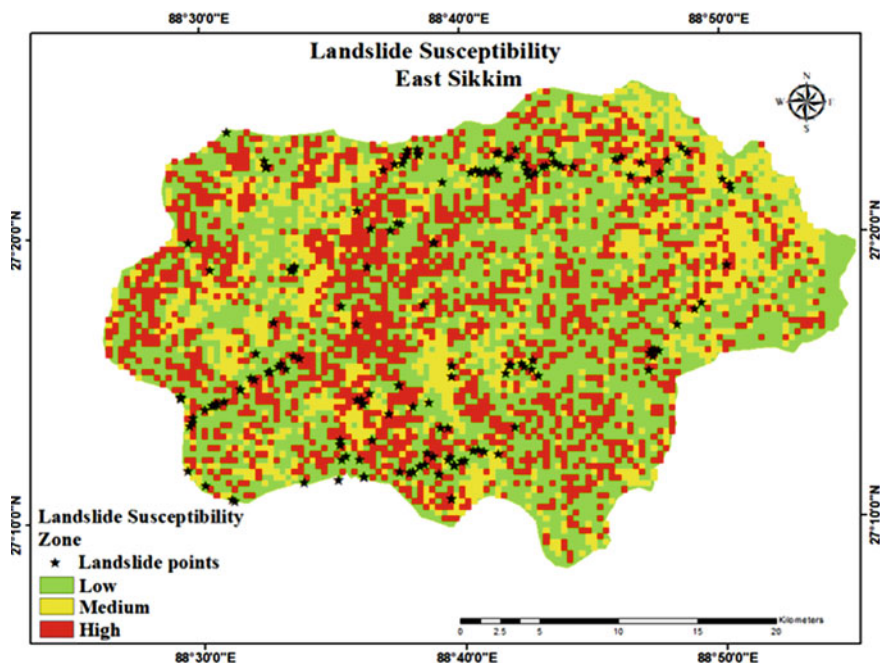 88°30'0"E 88°40'0"E 88°50'0"E
Landslide Susceptibility
East Sikkim
N
W E
S
27°20'0"N 27°20'0"N
27°10'0"N 27°10'0"N
Landslide Susceptibility
Zone
Landslide points
Low
Medium
High
Kilometers
0 2.5 5 10 15 20
88°30'0"E 88°40'0"E 88°50'0"E